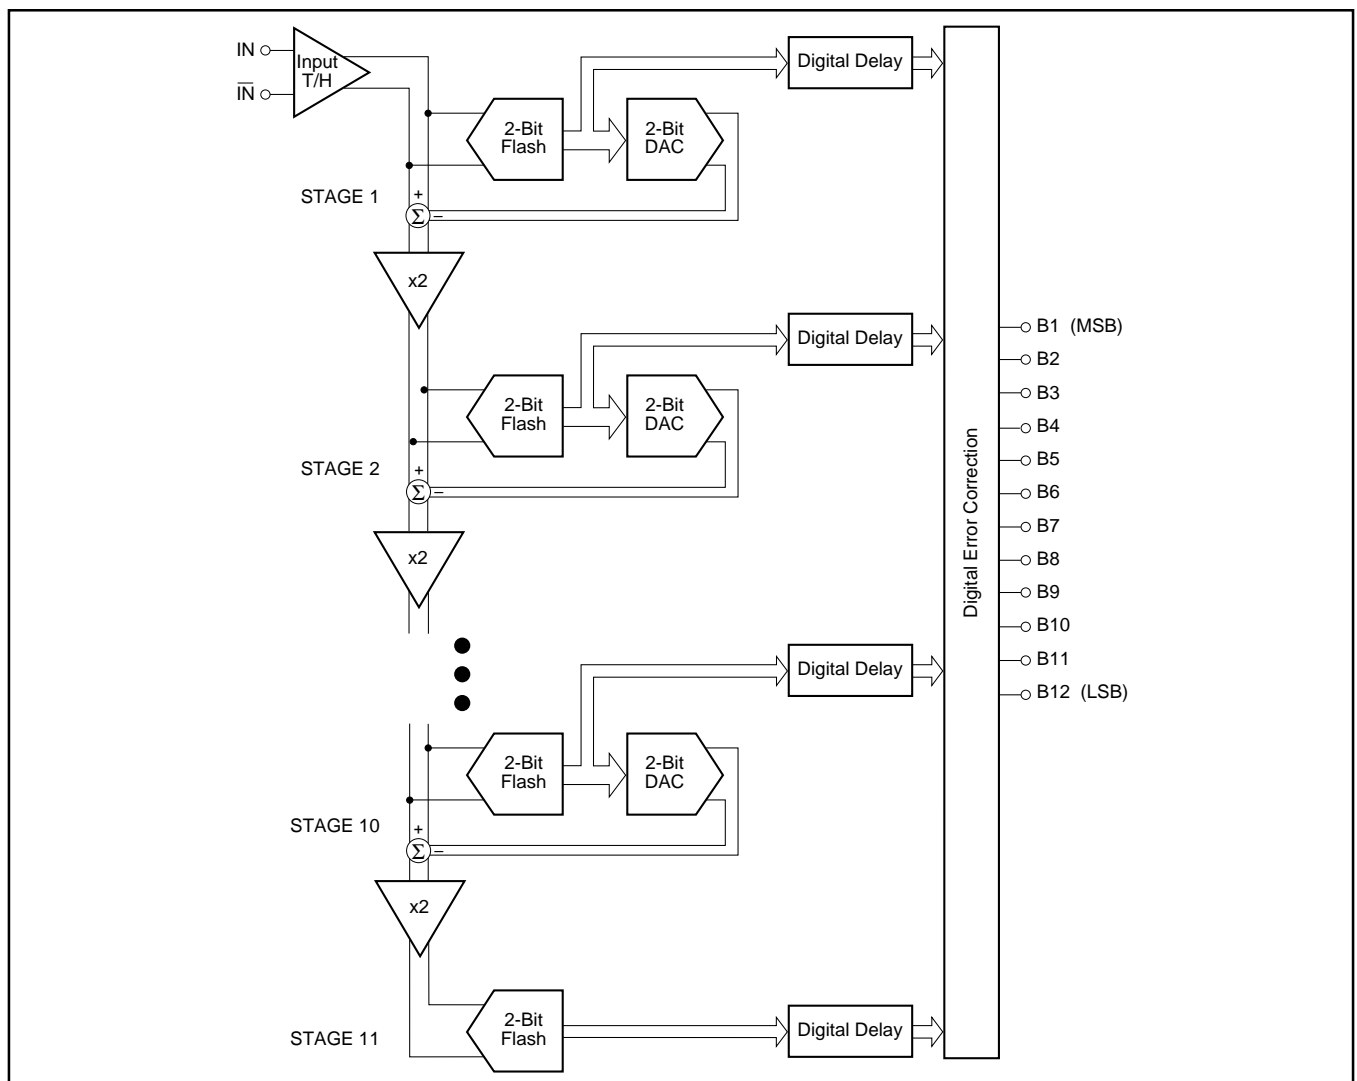 IN
Input
T/H
IN
2-Bit
Flash
2-Bit
DAC
Digital Delay
STAGE 1
+
Σ
–
x2
2-Bit
Flash
2-Bit
DAC
Digital Delay
STAGE 2
+
Σ
–
x2
2-Bit
Flash
2-Bit
DAC
Digital Delay
STAGE 10
+
Σ
–
x2
STAGE 11
2-Bit
Flash
Digital Delay
Digital Error Correction
B1 (MSB)
B2
B3
B4
B5
B6
B7
B8
B9
B10
B11
B12 (LSB)